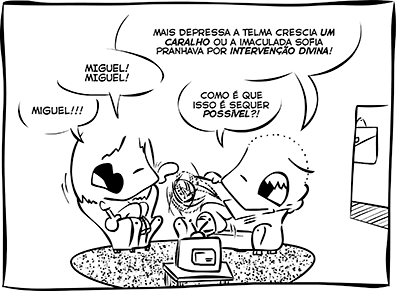 MAIS DEPRESSA A TELMA CRESCIA UM
CARALHO OU A IMACULADA SOFIA
PRANHAVA POR INTERVENÇÃO DIVINA!
MIGUEL!
MIGUEL!
MIGUEL!!!
COMO É QUE
ISSO É SEQUER
POSSÍVEL?!